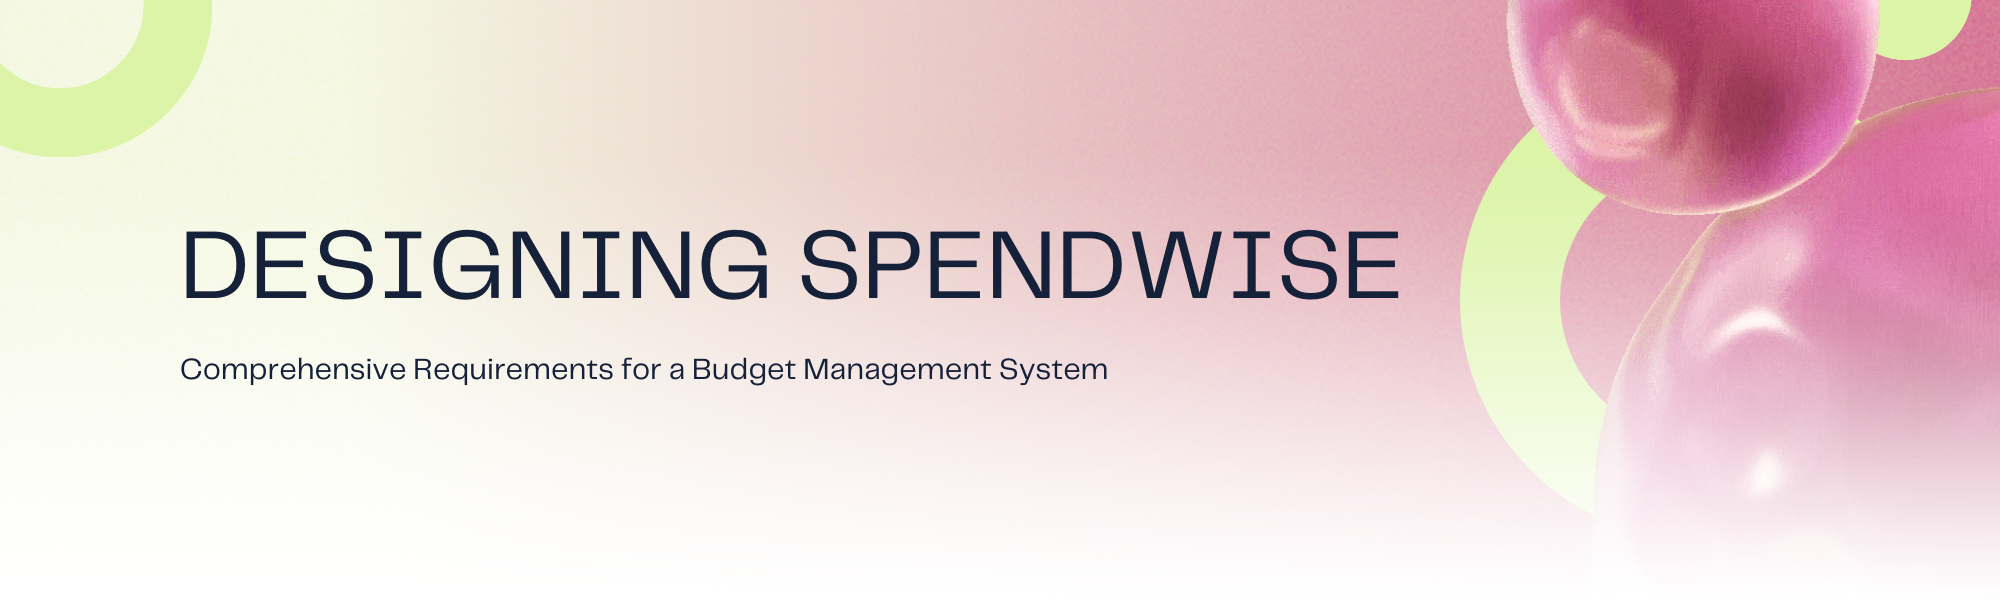 DESIGNING SPENDWISE
Comprehensive Requirements for a Budget Management System